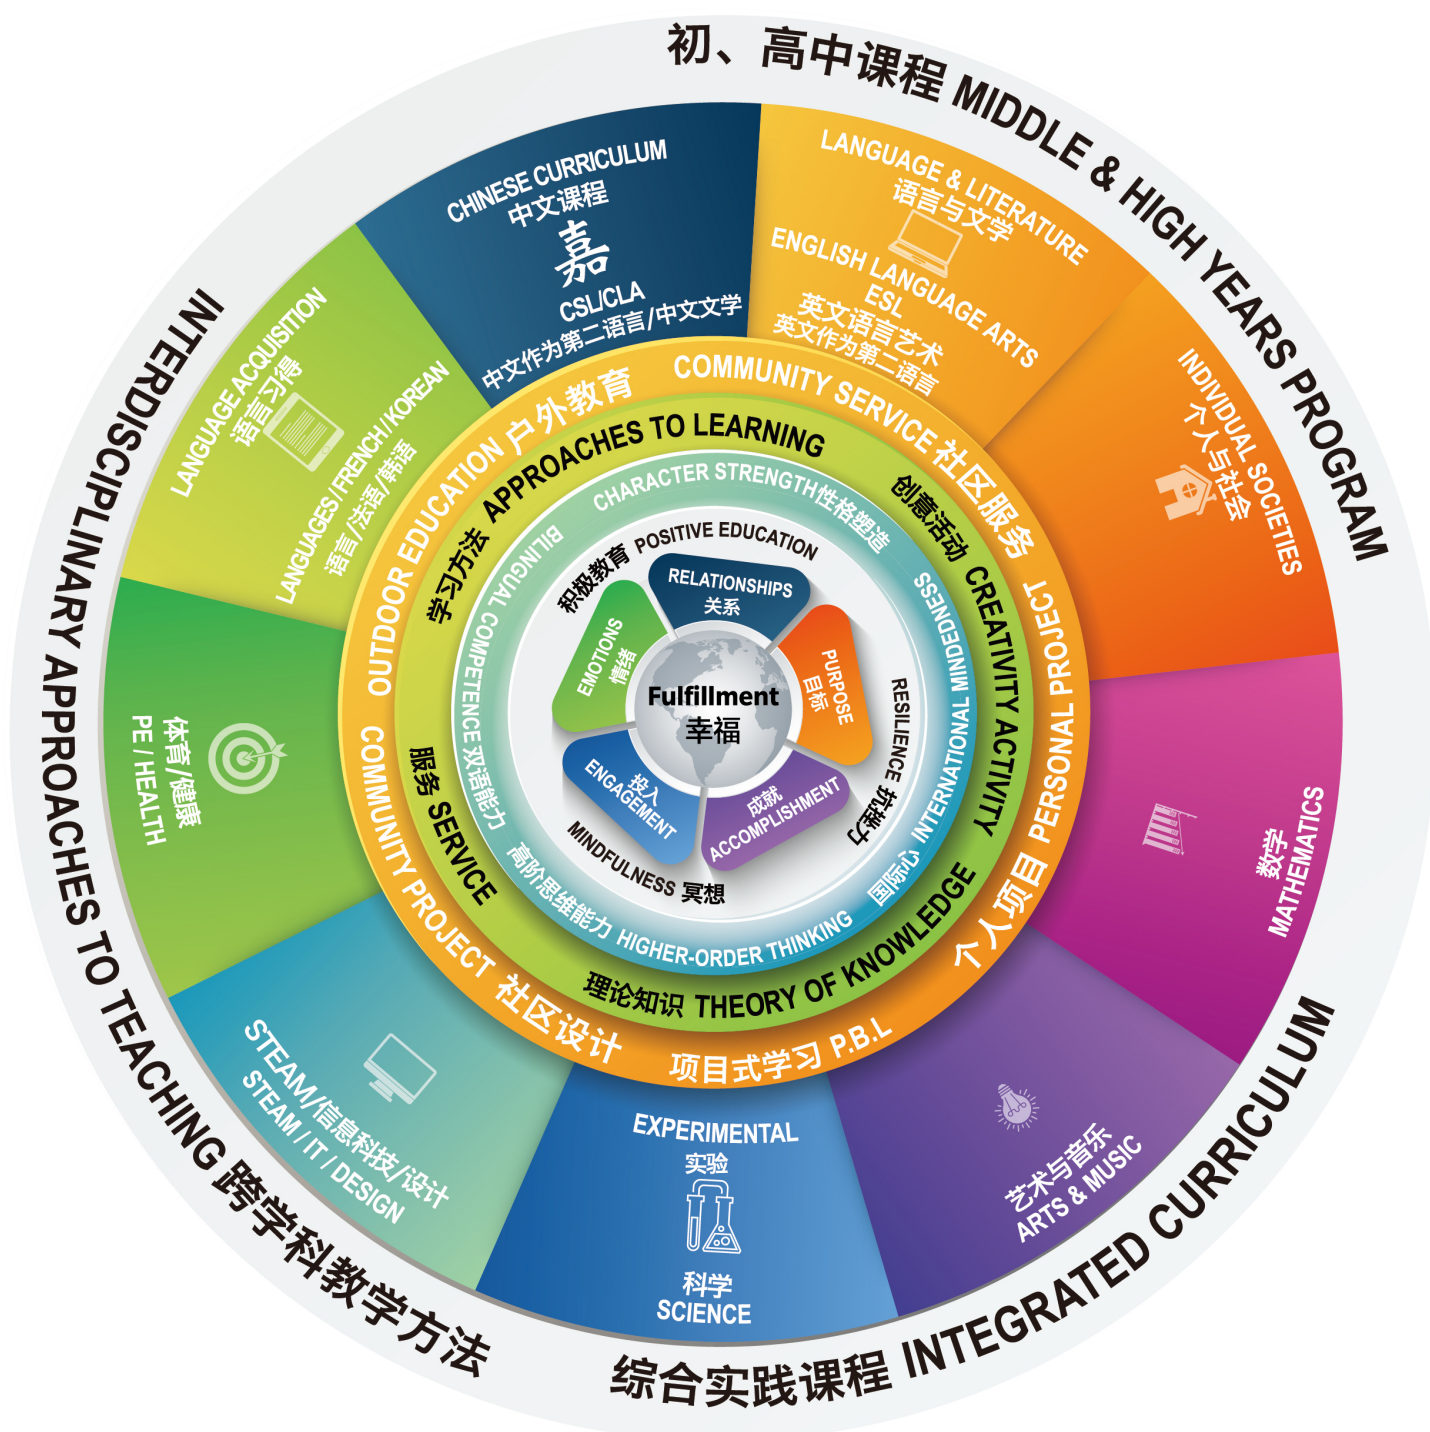 初、高中课程 MIDDLE & HIGH YEARS PROGRAM
综合实践课程 INTEGRATED CURRICULUM
INTERDISCIPLINARY APPROACHES TO TEACHING 跨学科教学方法
CHINESE CURRICULUM
中文课程
嘉
CSL/CLA
中文作为第二语言/中文文学
LANGUAGE & LITERATURE
语言与文学
ENGLISH LANGUAGE ARTS
ESL
英文语言艺术
英文作为第二语言
INDIVIDUAL SOCIETIES
个人与社会
数学
MATHEMATICS
艺术与音乐
ARTS & MUSIC
EXPERIMENTAL
实验
科学
SCIENCE
STEAM/信息科技/设计
STEAM / IT / DESIGN
体育/健康
PE / HEALTH
LANGUAGE ACQUISITION
语言习得
LANGUAGES / FRENCH / KOREAN
语言/法语/韩语
OUTDOOR EDUCATION 户外教育
COMMUNITY SERVICE 社区服务
个人项目 PERSONAL PROJECT
项目式学习 P.B.L
COMMUNITY PROJECT 社区设计
学习方法 APPROACHES TO LEARNING
创意活动 CREATIVITY ACTIVITY
理论知识 THEORY OF KNOWLEDGE
服务 SERVICE
CHARACTER STRENGTH性格塑造
国际心 INTERNATIONAL MINDEDNESS
高阶思维能力 HIGHER-ORDER THINKING
BILINGUAL COMPETENCE 双语能力
积极教育 POSITIVE EDUCATION
RESILIENCE 抗挫力
MINDFULNESS 冥想
RELATIONSHIPS
关系
PURPOSE
目标
成就
ACCOMPLISHMENT
投入
ENGAGEMENT
EMOTIONS
情绪
Fulfillment
幸福